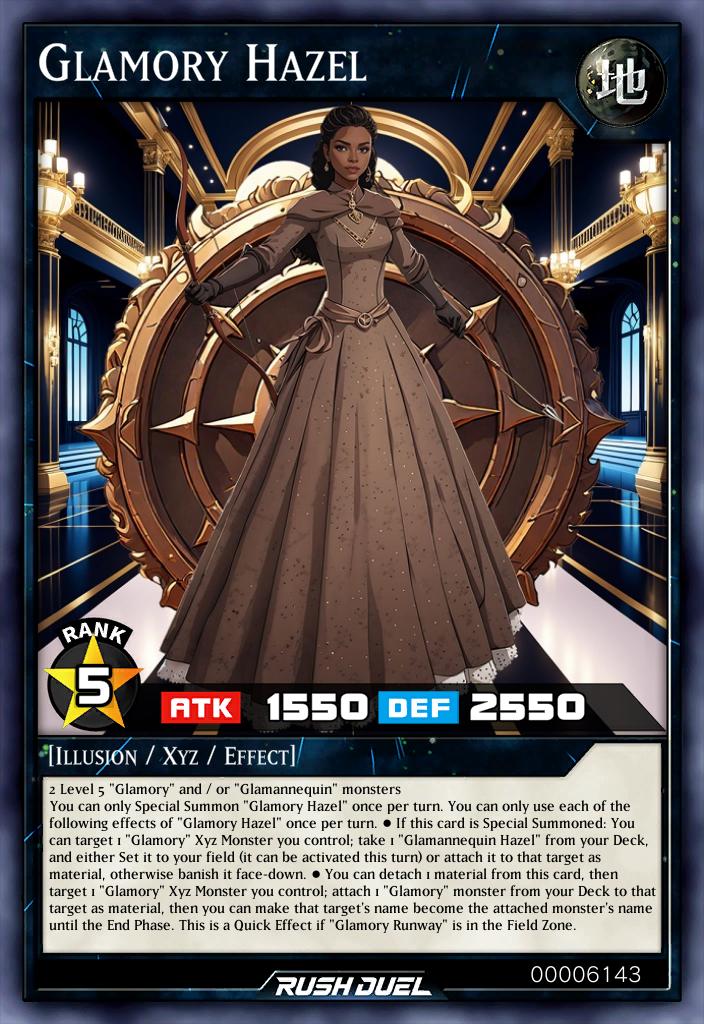 Glamory Hazel
地
RANK
5
ATK 1550 DEF 2550
[Illusion / Xyz / Effect]
2 Level 5 "Glamory" and / or "Glamannequin" monsters
You can only Special Summon "Glamory Hazel" once per turn. You can only use each of the
following effects of "Glamory Hazel" once per turn. ● If this card is Special Summoned: You
can target 1 "Glamory" Xyz Monster you control; take 1 "Glamannequin Hazel" from your Deck,
and either Set it to your field (it can be activated this turn) or attach it to that target as
material, otherwise banish it face-down. ● You can detach 1 material from this card, then
target 1 "Glamory" Xyz Monster you control; attach 1 "Glamory" monster from your Deck to that
target as material, then you can make that target's name become the attached monster's name
until the End Phase. This is a Quick Effect if "Glamory Runway" is in the Field Zone.
RUSH DUEL
00006143